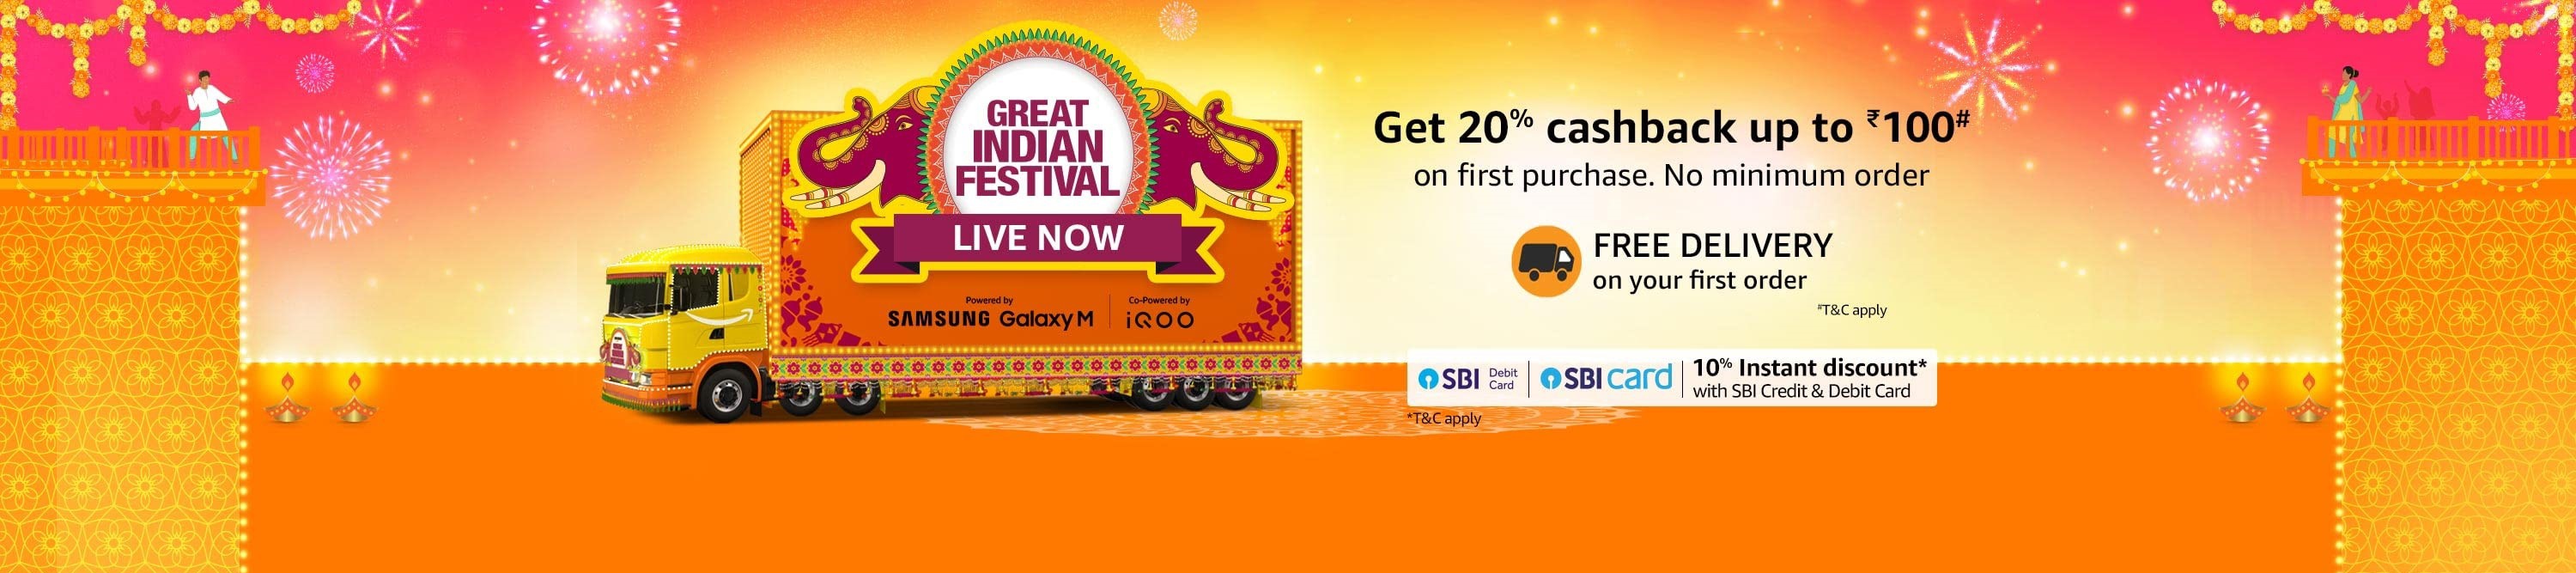 GREAT
INDIAN
FESTIVAL
LIVE NOW
Powered by
SAMSUNG Galaxy M
Co-Powered by
iQOO
Get 20% cashback up to ₹100#
on first purchase. No minimum order
FREE DELIVERY
on your first order
#T&C apply
SBI Debit Card
SBI card
10% Instant discount*
with SBI Credit & Debit Card
*T&C apply